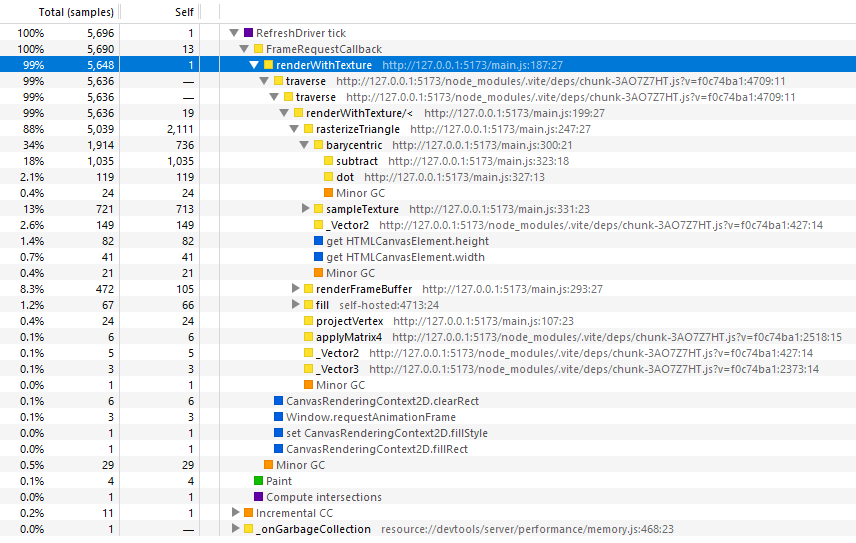 Total (samples) Self
100% 5,696 1 RefreshDriver tick
100% 5,690 13 FrameRequestCallback
99% 5,648 1 renderWithTexture http://127.0.0.1:5173/main.js:187:27
99% 5,636 — traverse http://127.0.0.1:5173/node_modules/.vite/deps/chunk-3AO7Z7HT.js?v=f0c74ba1:4709:11
99% 5,636 — traverse http://127.0.0.1:5173/node_modules/.vite/deps/chunk-3AO7Z7HT.js?v=f0c74ba1:4709:11
99% 5,636 19 renderWithTexture/< http://127.0.0.1:5173/main.js:199:27
88% 5,039 2,111 rasterizeTriangle http://127.0.0.1:5173/main.js:247:27
34% 1,914 736 barycentric http://127.0.0.1:5173/main.js:300:21
18% 1,035 1,035 subtract http://127.0.0.1:5173/main.js:323:18
2.1% 119 119 dot http://127.0.0.1:5173/main.js:327:13
0.4% 24 24 Minor GC
13% 721 713 sampleTexture http://127.0.0.1:5173/main.js:331:23
2.6% 149 149 _Vector2 http://127.0.0.1:5173/node_modules/.vite/deps/chunk-3AO7Z7HT.js?v=f0c74ba1:427:14
1.4% 82 82 get HTMLCanvasElement.height
0.7% 41 41 get HTMLCanvasElement.width
0.4% 21 21 Minor GC
8.3% 472 105 renderFrameBuffer http://127.0.0.1:5173/main.js:293:27
1.2% 67 66 fill self-hosted:4713:24
0.4% 24 24 projectVertex http://127.0.0.1:5173/main.js:107:23
0.1% 6 6 applyMatrix4 http://127.0.0.1:5173/node_modules/.vite/deps/chunk-3AO7Z7HT.js?v=f0c74ba1:2518:15
0.1% 5 5 _Vector2 http://127.0.0.1:5173/node_modules/.vite/deps/chunk-3AO7Z7HT.js?v=f0c74ba1:427:14
0.1% 3 3 _Vector3 http://127.0.0.1:5173/node_modules/.vite/deps/chunk-3AO7Z7HT.js?v=f0c74ba1:2373:14
0.0% 1 1 Minor GC
0.1% 6 6 CanvasRenderingContext2D.clearRect
0.1% 3 3 Window.requestAnimationFrame
0.0% 1 1 set CanvasRenderingContext2D.fillStyle
0.0% 1 1 CanvasRenderingContext2D.fillRect
0.5% 29 29 Minor GC
0.1% 4 4 Paint
0.0% 1 1 Compute intersections
0.2% 11 1 Incremental CC
0.0% 1 — _onGarbageCollection resource://devtools/server/performance/memory.js:468:23